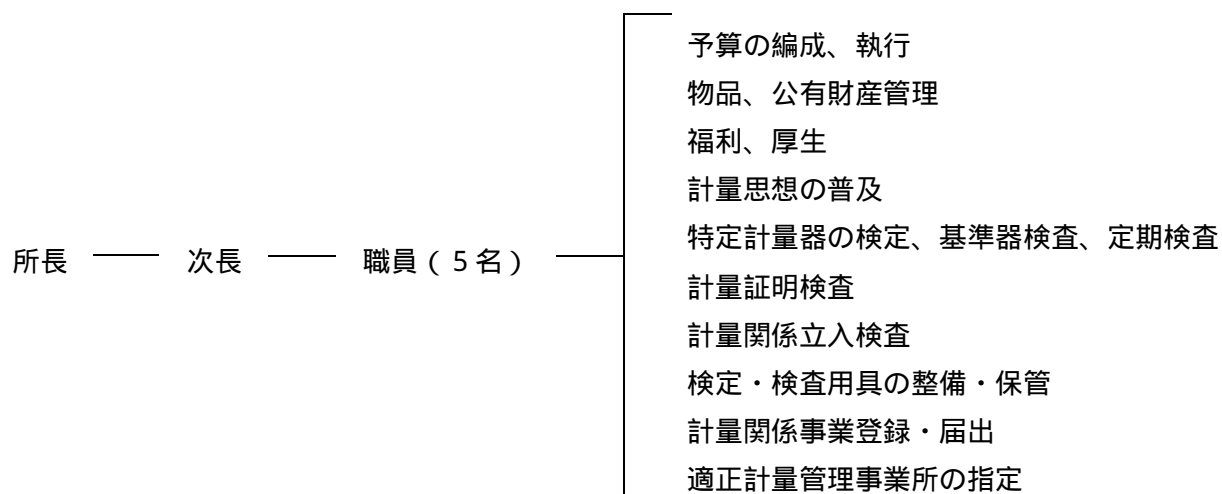 予算の編成、執行
物品、公有財産管理
福利、厚生
計量思想の普及
特定計量器の検定、基準器検査、定期検査
所長 次長 職員(5名)
計量証明検査
計量関係立入検査
検定・検査用具の整備・保管
計量関係事業登録・届出
適正計量管理事業所の指定